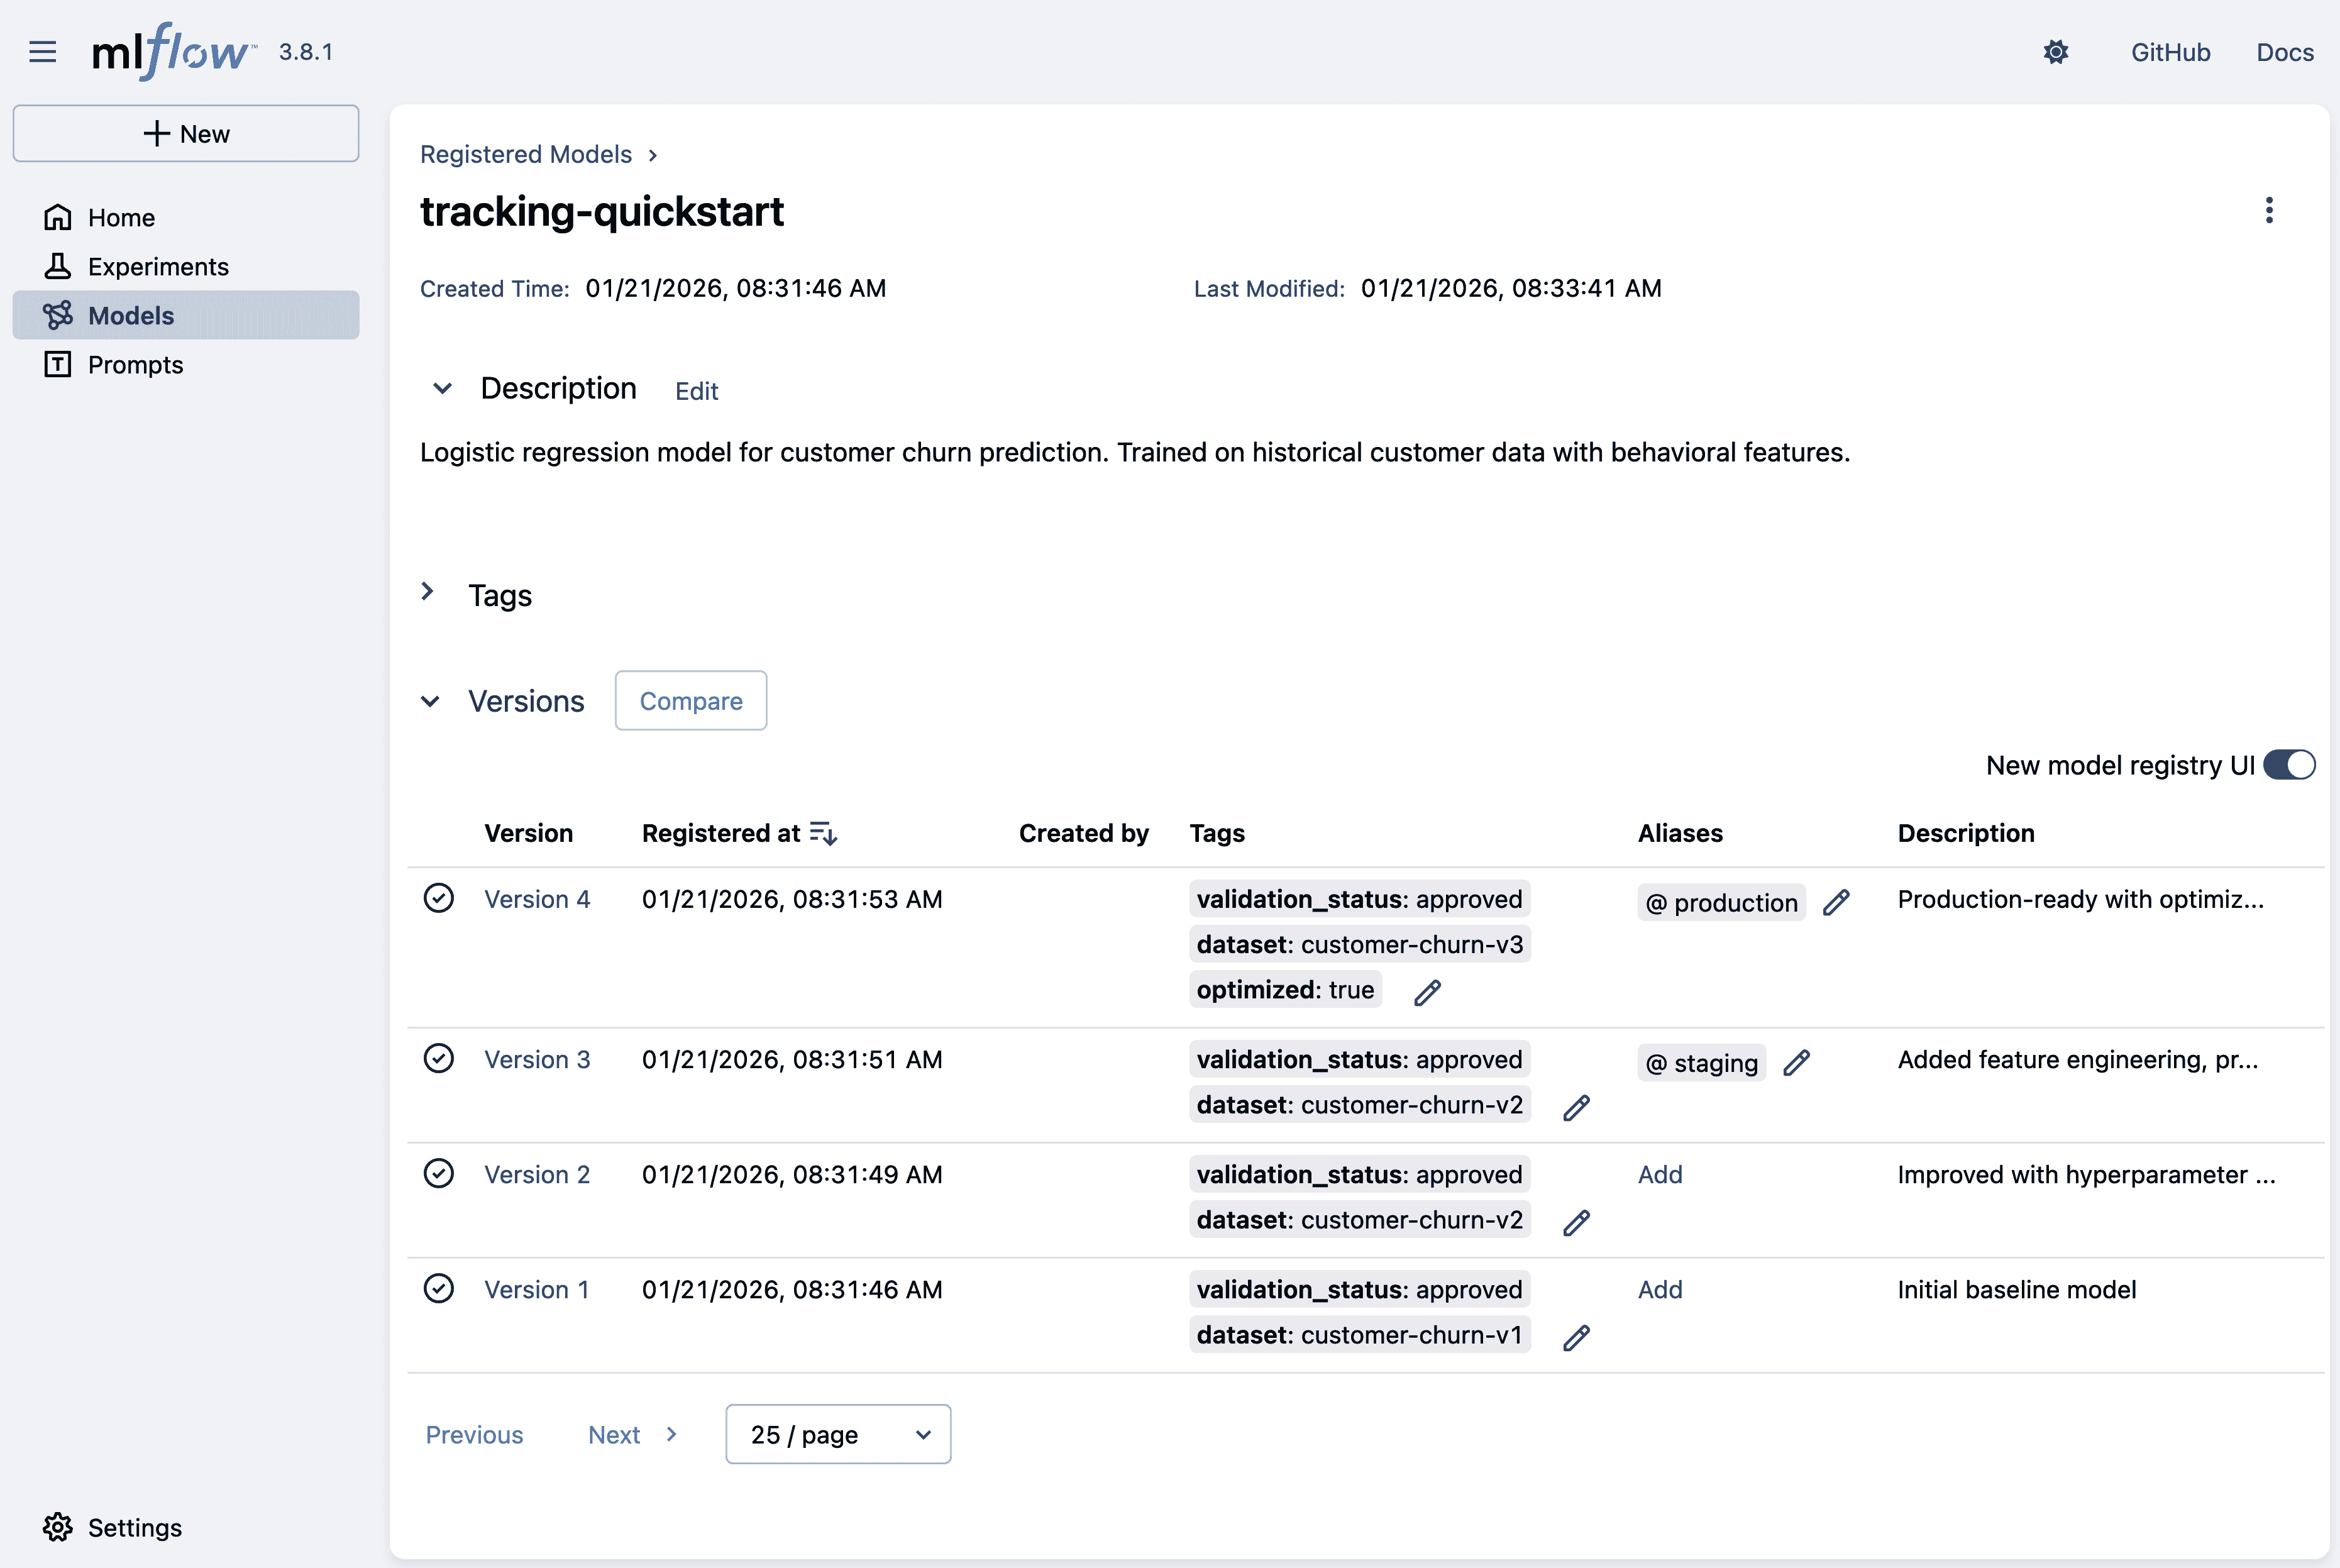 mlflow™ 3.8.1
GitHub
Docs
New
Home
Experiments
Models
Prompts
Settings
Registered Models
tracking-quickstart
Created Time: 01/21/2026, 08:31:46 AM
Last Modified: 01/21/2026, 08:33:41 AM
Description Edit
Logistic regression model for customer churn prediction. Trained on historical customer data with behavioral features.
Tags
Versions Compare
New model registry UI
Version Registered at Created by Tags Aliases Description
Version 4 01/21/2026, 08:31:53 AM validation_status: approved @ production Production-ready with optimiz...
dataset: customer-churn-v3
optimized: true
Version 3 01/21/2026, 08:31:51 AM validation_status: approved @ staging Added feature engineering, pr...
dataset: customer-churn-v2
Version 2 01/21/2026, 08:31:49 AM validation_status: approved Add Improved with hyperparameter ...
dataset: customer-churn-v2
Version 1 01/21/2026, 08:31:46 AM validation_status: approved Add Initial baseline model
dataset: customer-churn-v1
Previous Next 25 / page